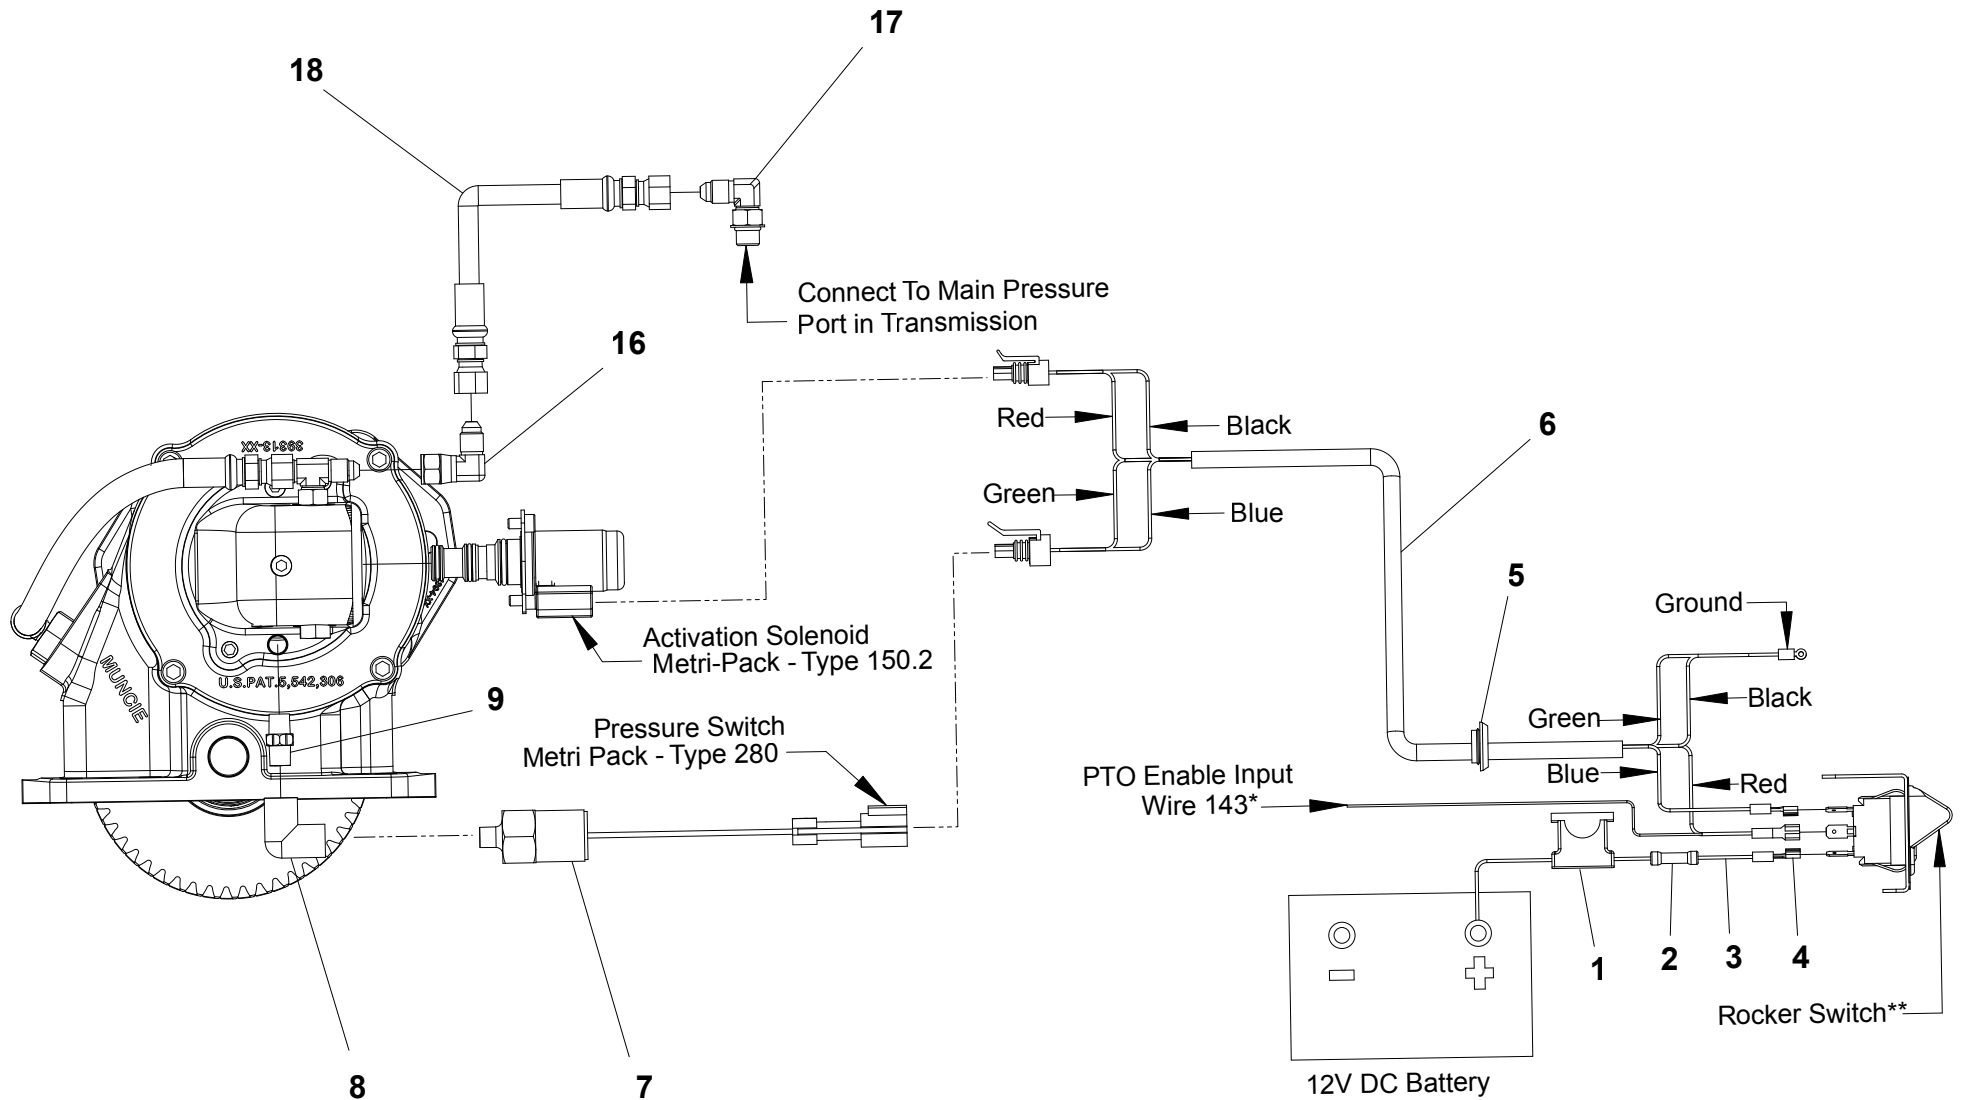 17
18
Connect To Main Pressure
Port in Transmission
16
39313-XX
Red
Black
6
Green
Blue
5
Ground
Activation Solenoid
Metri-Pack - Type 150.2
MUNCIE
U.S.PAT.5,542,306
9
Black
Green
Pressure Switch
Metri Pack - Type 280
PTO Enable Input
Wire 143*
Blue
Red
1
2
3
4
Rocker Switch**
8
7
12V DC Battery